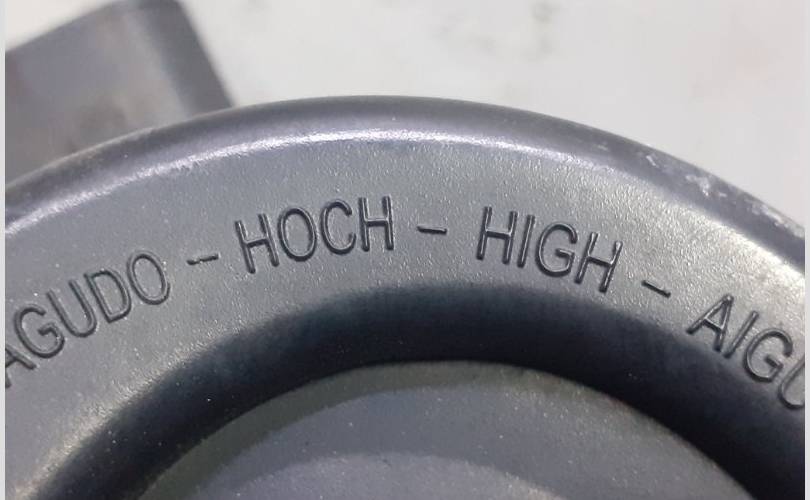 AGUDO - HOCH - HIGH - AIGU